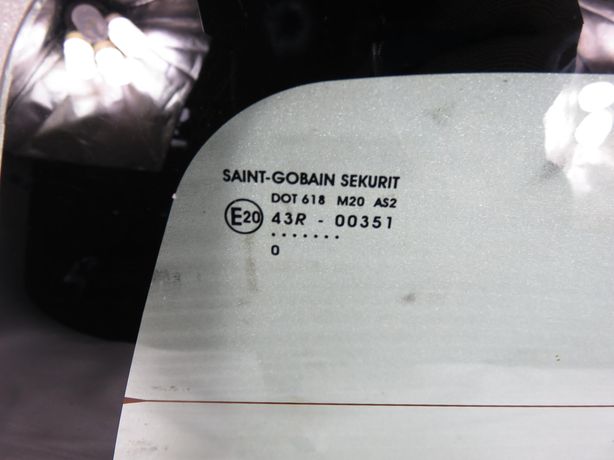 SAINT-GOBAIN SEKURIT
DOT 618 M20 AS2
E20 43R - 00351
.......
0